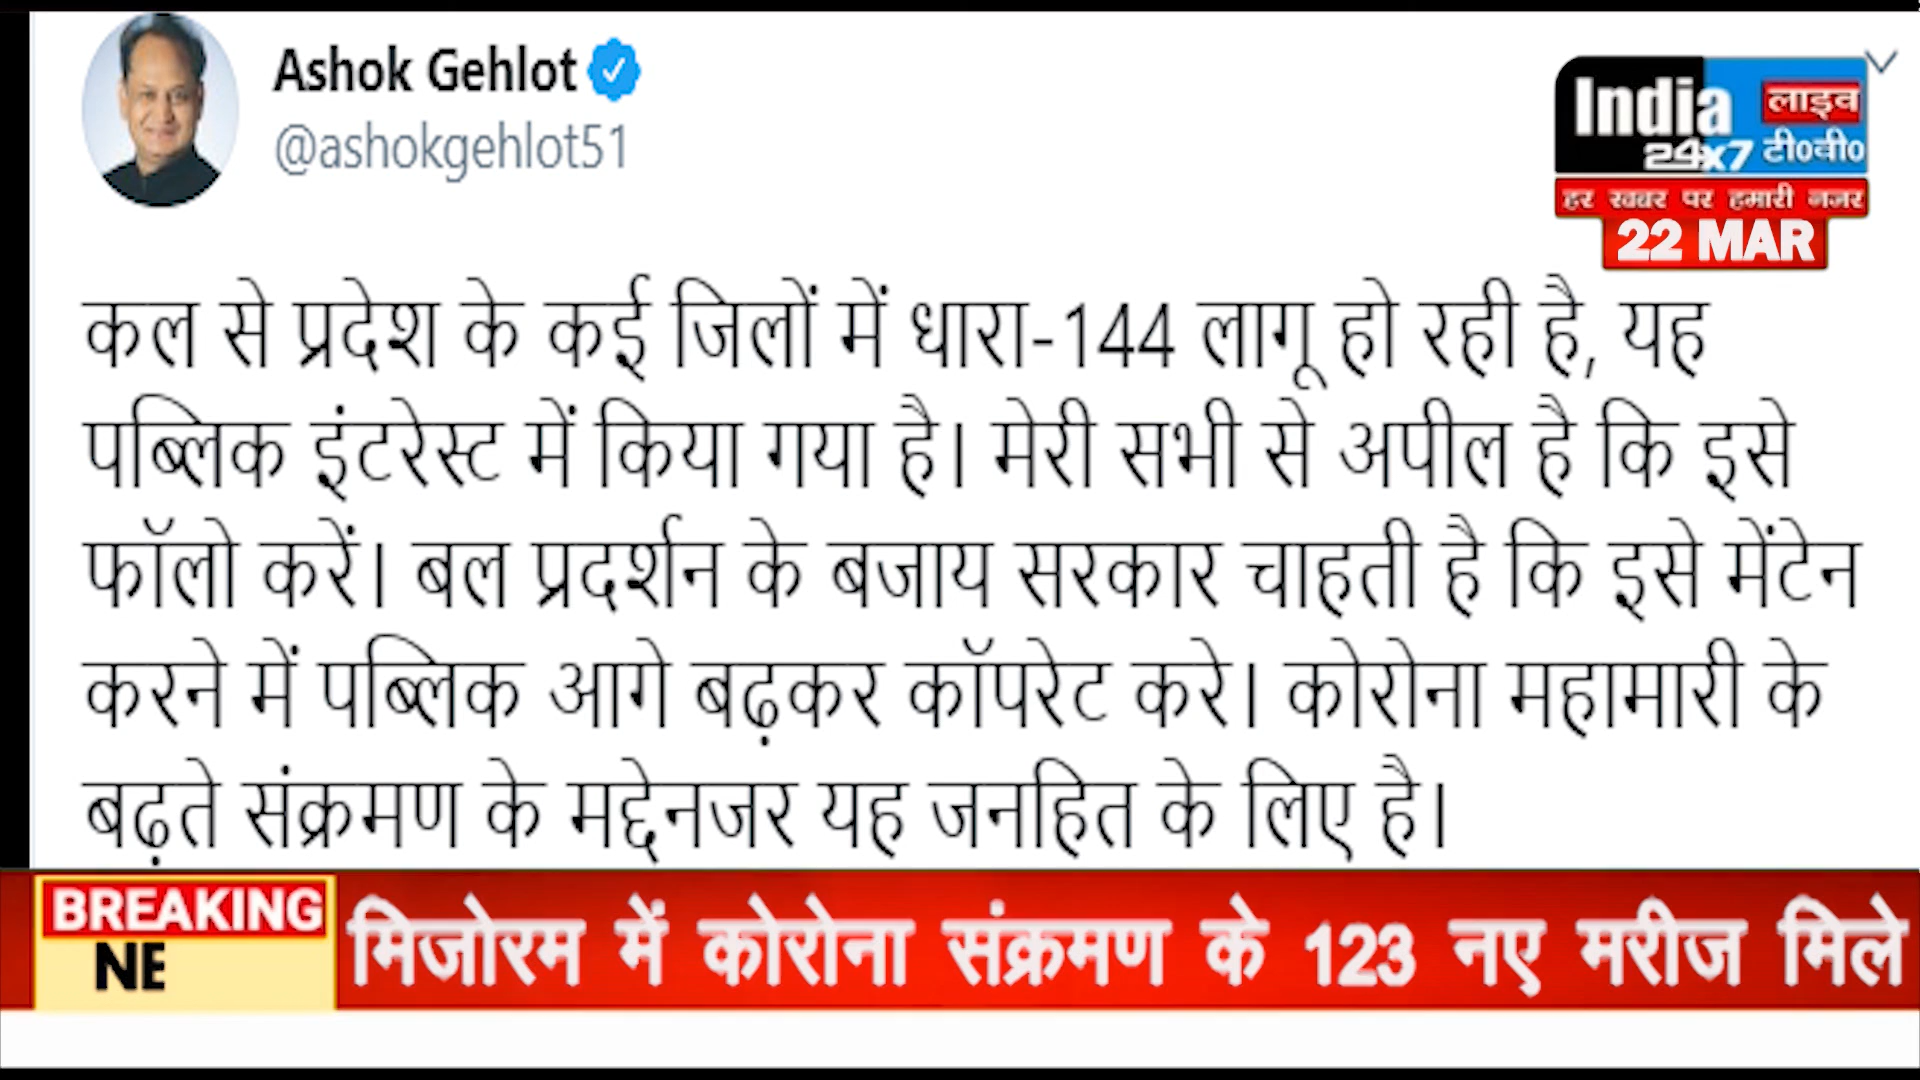 Ashok Gehlot
@ashokgehlot51
India
24x7
लाइव
टी०वी०
हर खबर पर हमारी नजर
22 MAR
कल से प्रदेश के कई जिलों में धारा-144 लागू हो रही है, यह
पब्लिक इंटरेस्ट में किया गया है। मेरी सभी से अपील है कि इसे
फॉलो करें। बल प्रदर्शन के बजाय सरकार चाहती है कि इसे मेंटेन
करने में पब्लिक आगे बढ़कर कॉपरेट करे। कोरोना महामारी के
बढ़ते संक्रमण के मद्देनजर यह जनहित के लिए है।
BREAKING
NE
मिजोरम में कोरोना संक्रमण के 123 नए मरीज मिले